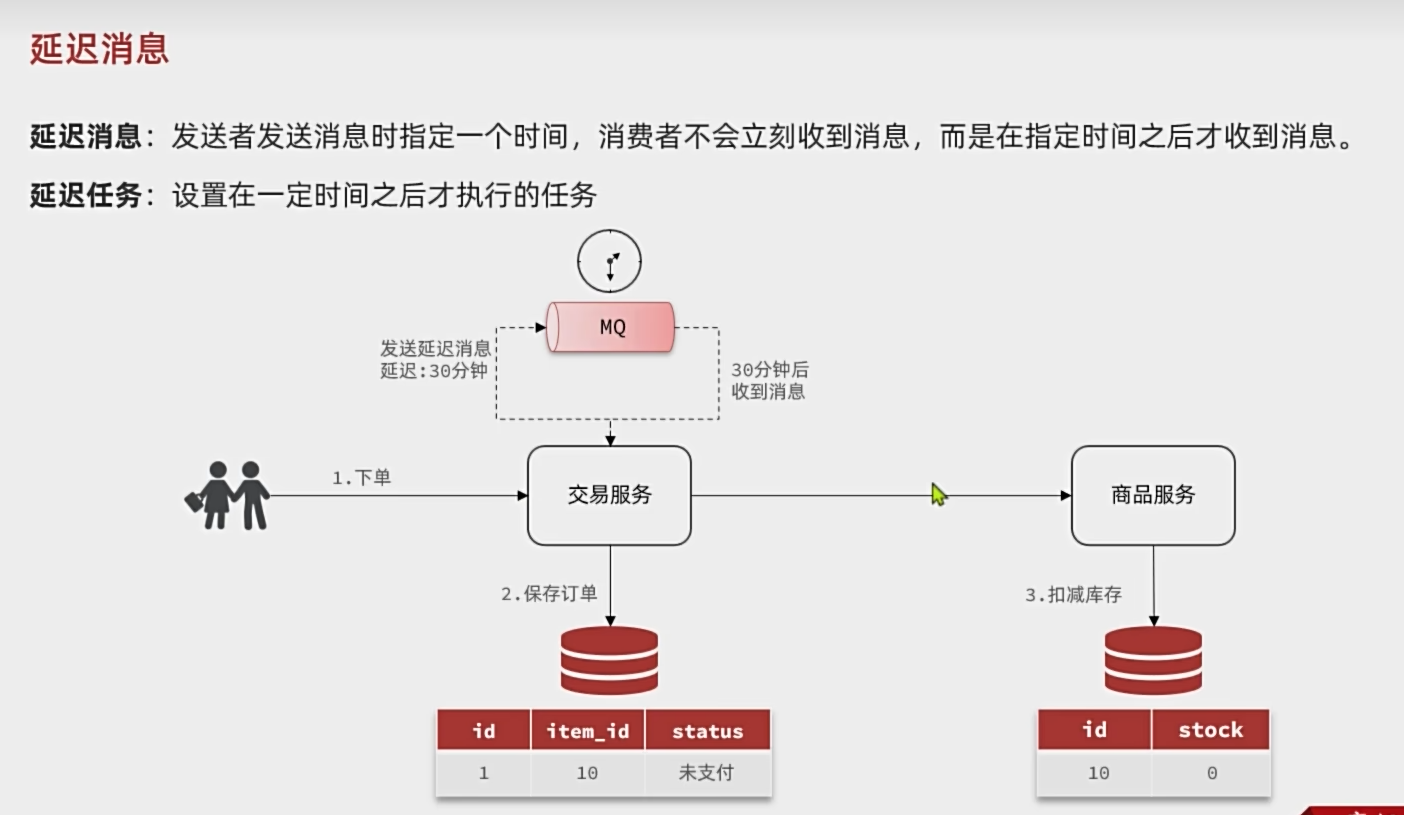 延迟消息
延迟消息：发送者发送消息时指定一个时间，消费者不会立刻收到消息，而是在指定时间之后才收到消息。
延迟任务：设置在一定时间之后才执行的任务
MQ
发送延迟消息
延迟:30分钟
30分钟后
收到消息
1.下单
交易服务
商品服务
2.保存订单
3.扣减库存
id item_id status
1 10 未支付
id stock
10 0